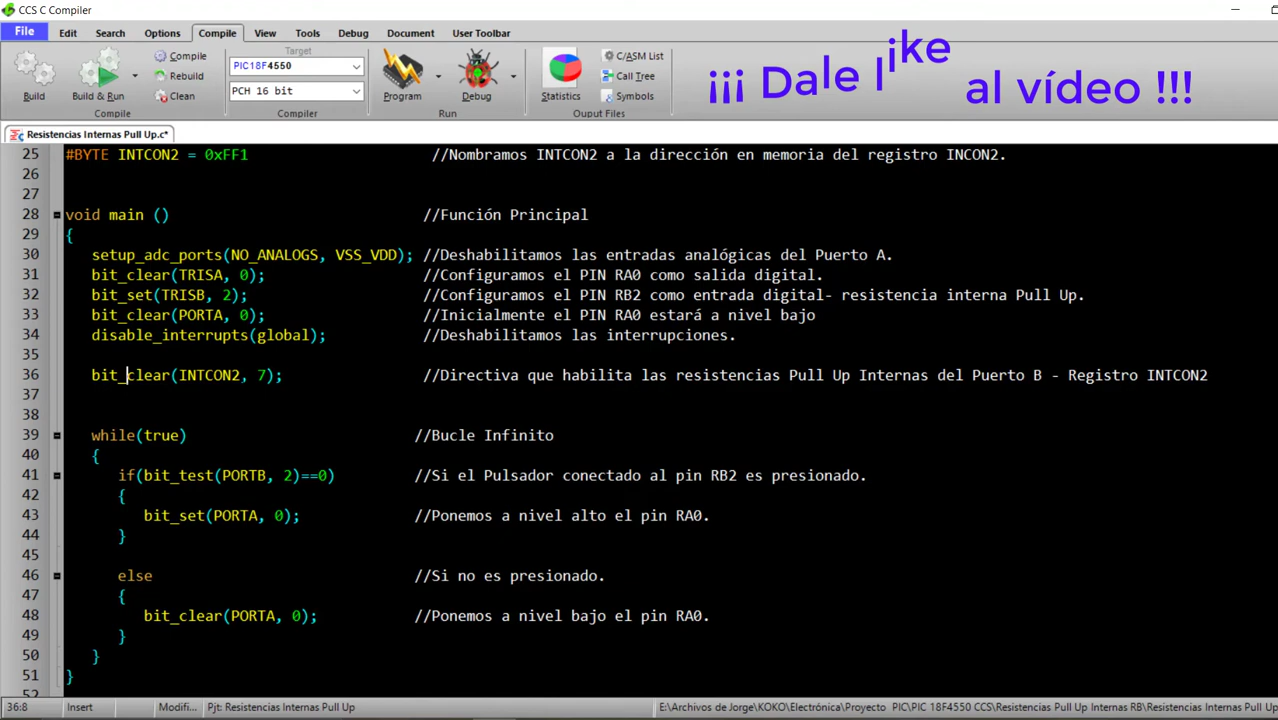 CCS C Compiler
File Edit Search Options Compile View Tools Debug Document User Toolbar
Build
Build & Run
Compile
Rebuild
Clean
Compile
Target
PIC18F4550
PCH 16 bit
Compiler
Program
Debug
Run
Statistics
C/ASM List
Call Tree
Symbols
Ouput Files
¡¡¡ Dale like
al vídeo !!!
Resistencias Internas Pull Up.c*
25 #BYTE INTCON2 = 0xFF1 //Nombramos INTCON2 a la dirección en memoria del registro INCON2.
26
27
28 void main () //Función Principal
29 {
30 setup_adc_ports(NO_ANALOGS, VSS_VDD); //Deshabilitamos las entradas analógicas del Puerto A.
31 bit_clear(TRISA, 0); //Configuramos el PIN RA0 como salida digital.
32 bit_set(TRISB, 2); //Configuramos el PIN RB2 como entrada digital- resistencia interna Pull Up.
33 bit_clear(PORTA, 0); //Inicialmente el PIN RA0 estará a nivel bajo
34 disable_interrupts(global); //Deshabilitamos las interrupciones.
35
36 bit_clear(INTCON2, 7); //Directiva que habilita las resistencias Pull Up Internas del Puerto B - Registro INTCON2
37
38
39 while(true) //Bucle Infinito
40 {
41 if(bit_test(PORTB, 2)==0) //Si el Pulsador conectado al pin RB2 es presionado.
42 {
43 bit_set(PORTA, 0); //Ponemos a nivel alto el pin RA0.
44 }
45
46 else //Si no es presionado.
47 {
48 bit_clear(PORTA, 0); //Ponemos a nivel bajo el pin RA0.
49 }
50 }
51 }
52
36:8 Insert Modifi... Pjt: Resistencias Internas Pull Up E:\Archivos de Jorge\KOKO\Electrónica\Proyecto PIC\PIC 18F4550 CCS\Resistencias Pull Up Internas RB\Resistencias Internas Pull Up